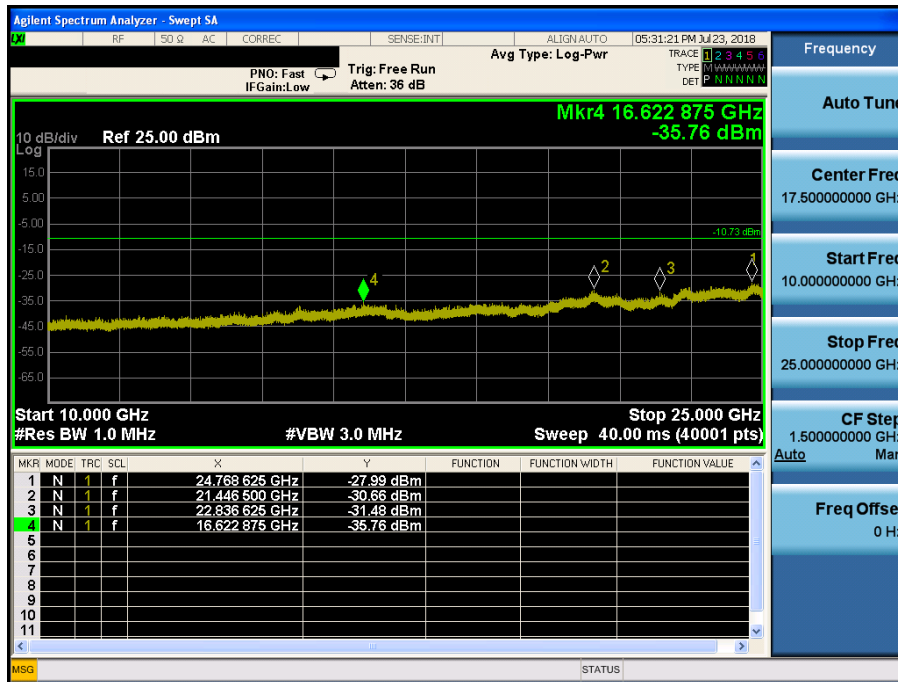 Agilent Spectrum Analyzer - Swept SA
LXI RF 50 Ω AC CORREC SENSE:INT ALIGN AUTO 05:31:21 PM Jul 23, 2018
PNO: Fast
IFGain:Low
Trig: Free Run
Atten: 36 dB
Avg Type: Log-Pwr
TRACE 1 2 3 4 5 6
TYPE M WWWWW
DET P N N N N N
Mkr4 16.622 875 GHz
-35.76 dBm
10 dB/div Ref 25.00 dBm
Log
15.0
5.00
-5.00
-10.73 dBm
-15.0
-25.0
-35.0
-45.0
-55.0
-65.0
4
2
3
1
Start 10.000 GHz Stop 25.000 GHz
#Res BW 1.0 MHz #VBW 3.0 MHz Sweep 40.00 ms (40001 pts)
MKR MODE TRC SCL X Y FUNCTION FUNCTION WIDTH FUNCTION VALUE
1 N 1 f 24.768 625 GHz -27.99 dBm
2 N 1 f 21.446 500 GHz -30.66 dBm
3 N 1 f 22.836 625 GHz -31.48 dBm
4 N 1 f 16.622 875 GHz -35.76 dBm
5
6
7
8
9
10
11
MSG STATUS
Frequency
Auto Tune
Center Freq
17.500000000 GHz
Start Freq
10.000000000 GHz
Stop Freq
25.000000000 GHz
CF Step
1.500000000 GHz
Auto Man
Freq Offset
0 Hz